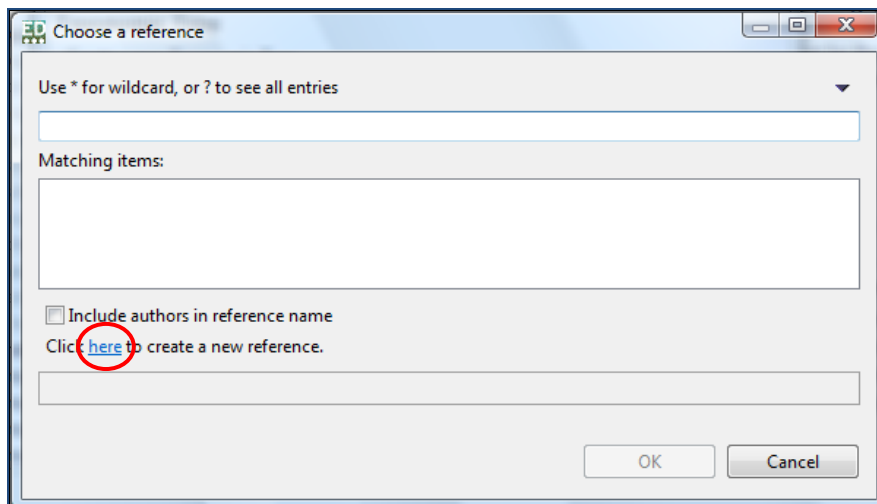 ED Choose a reference
Use * for wildcard, or ? to see all entries
Matching items:
Include authors in reference name
Click here to create a new reference.
OK Cancel